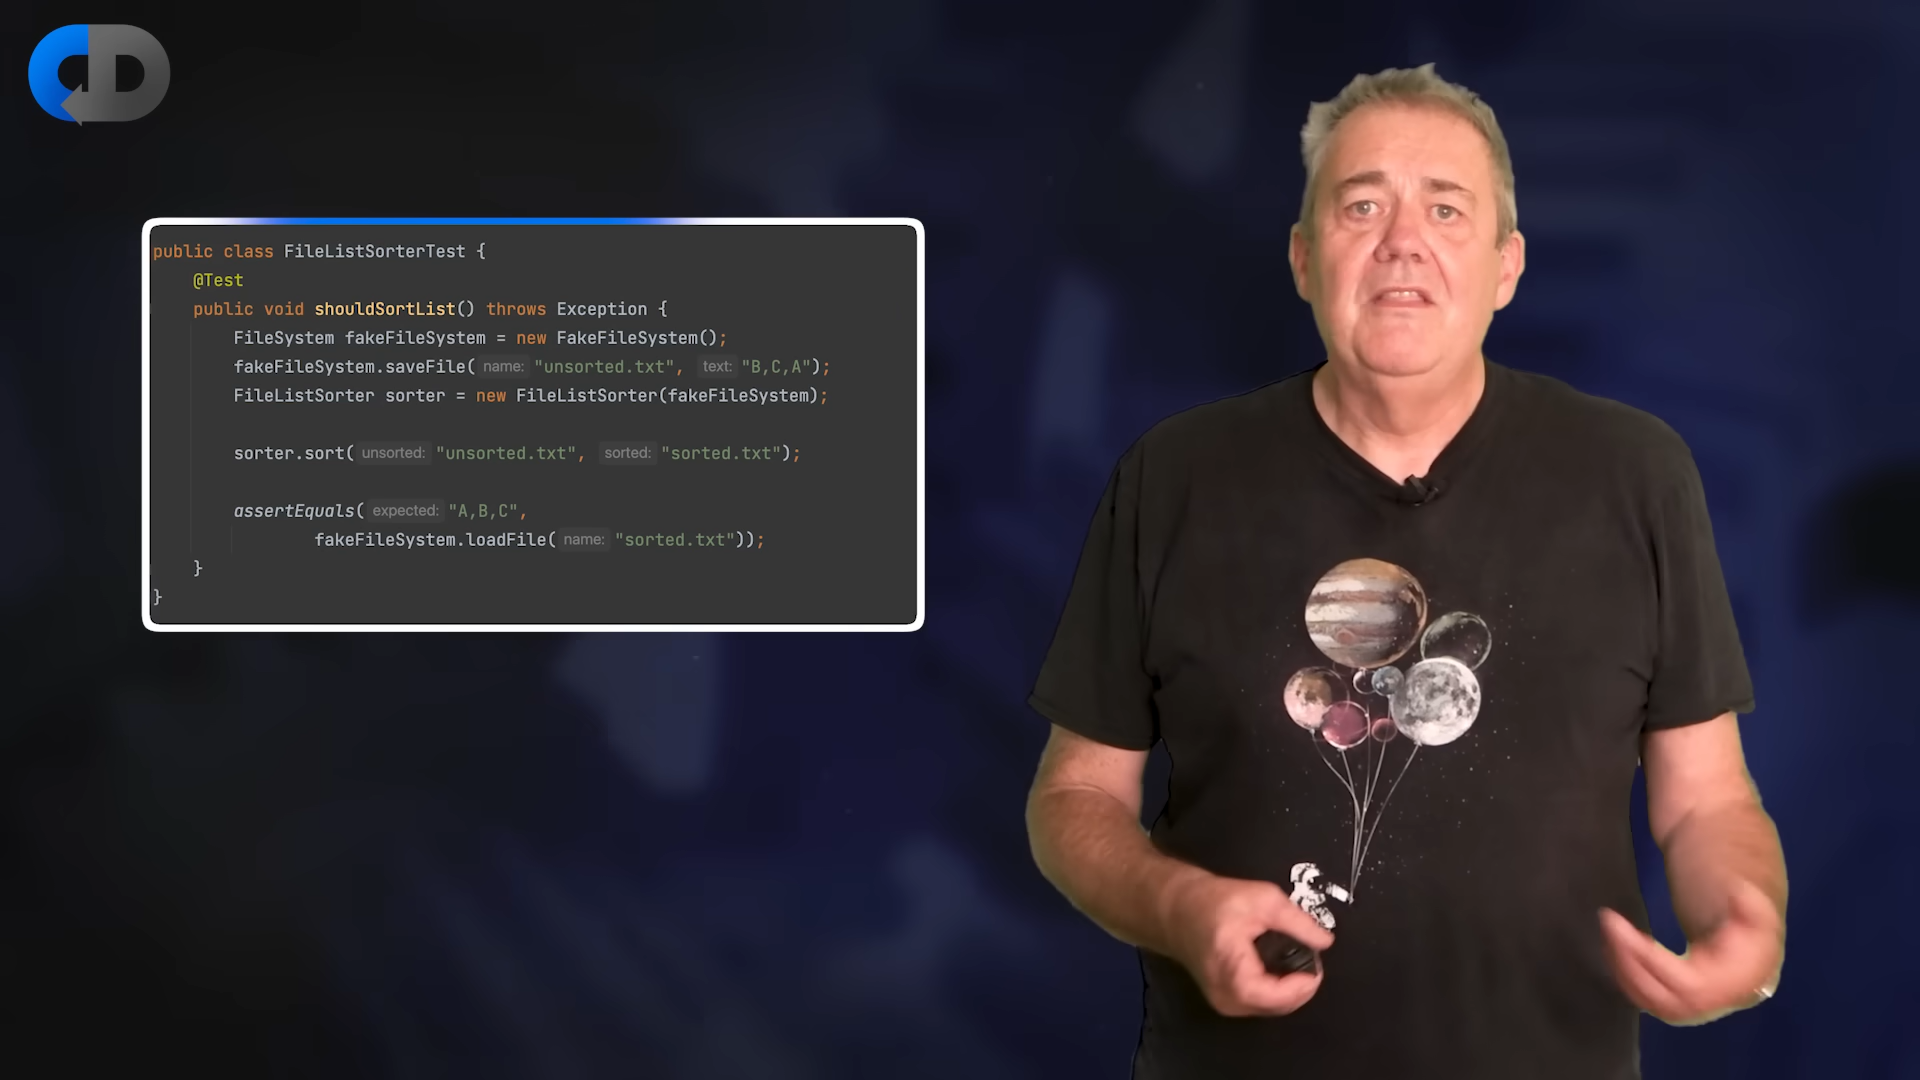 CD
public class FileListSorterTest {
@Test
public void shouldSortList() throws Exception {
FileSystem fakeFileSystem = new FakeFileSystem();
fakeFileSystem.saveFile( name: "unsorted.txt", text: "B,C,A");
FileListSorter sorter = new FileListSorter(fakeFileSystem);
sorter.sort( unsorted: "unsorted.txt", sorted: "sorted.txt");
assertEquals( expected: "A,B,C",
fakeFileSystem.loadFile( name: "sorted.txt"));
}
}